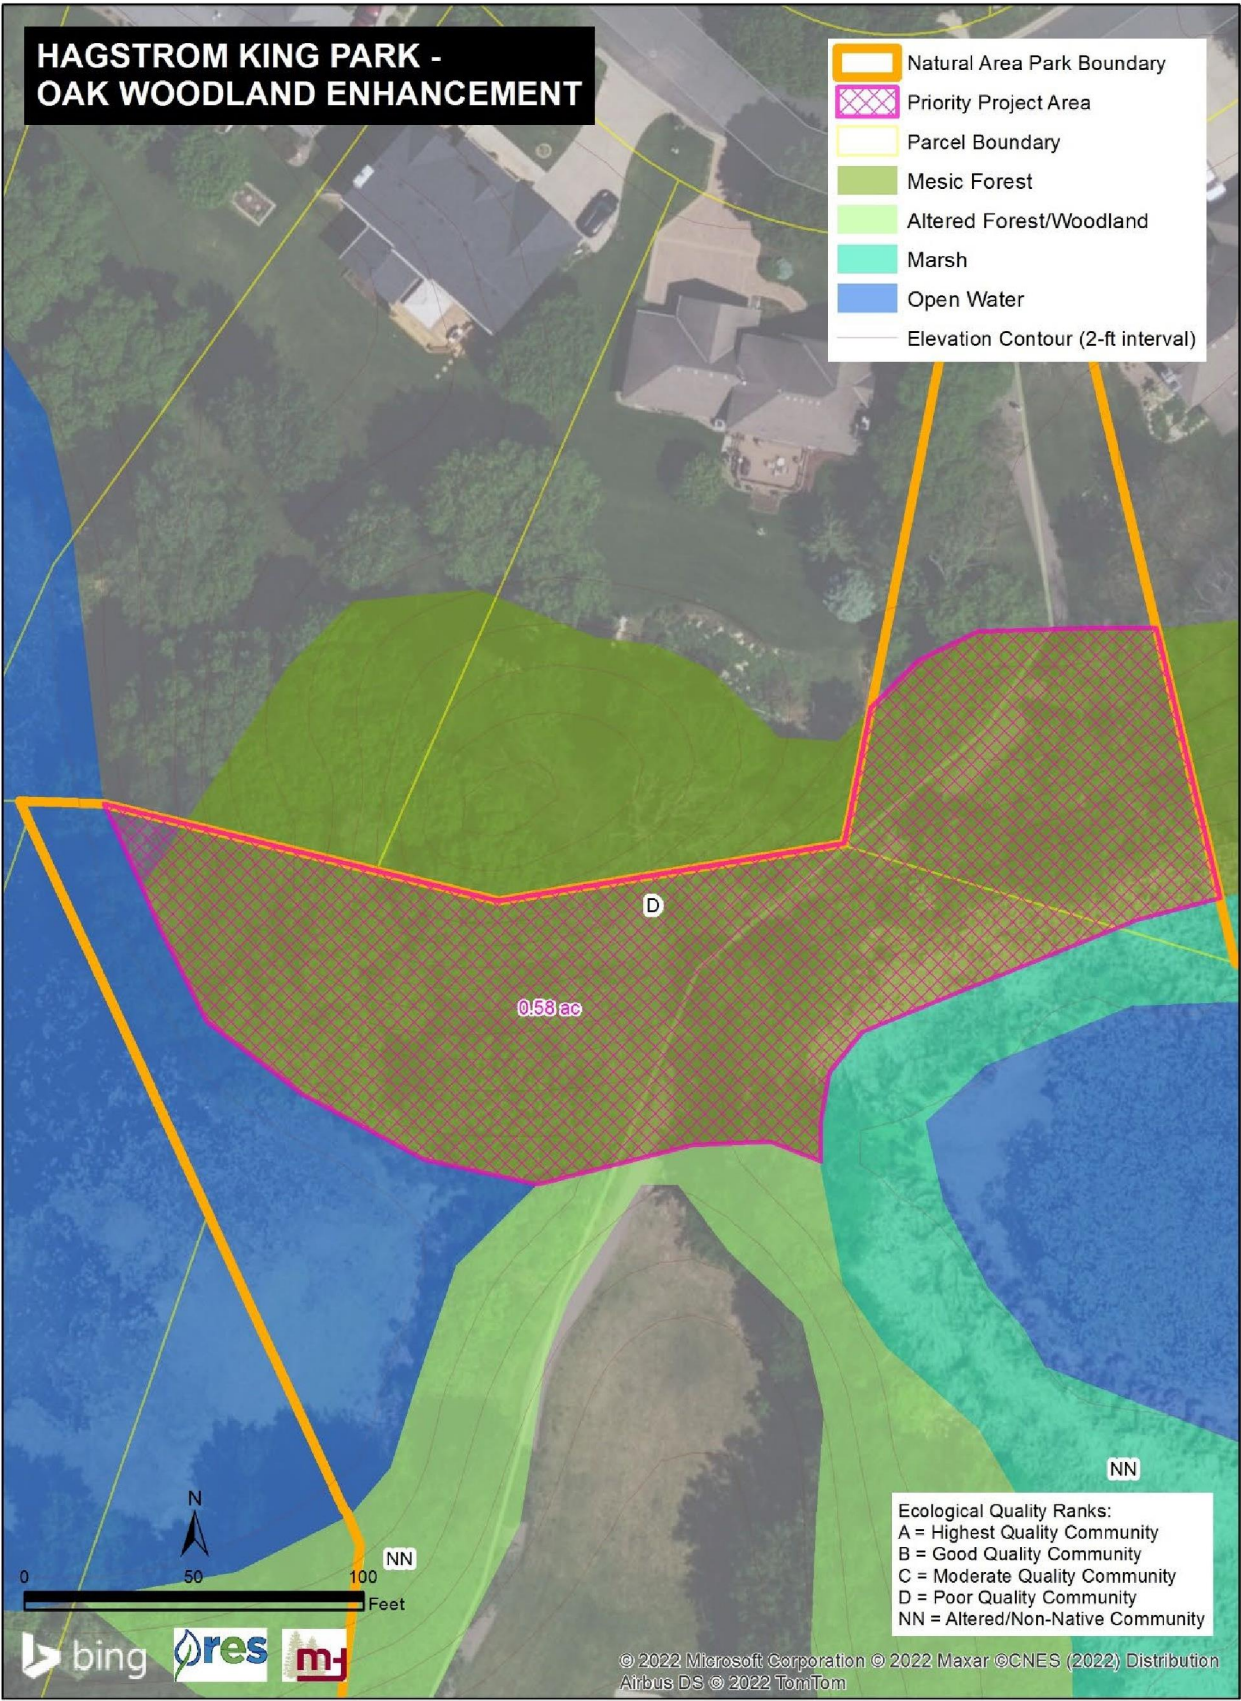 HAGSTROM KING PARK -
OAK WOODLAND ENHANCEMENT
Natural Area Park Boundary
Priority Project Area
Parcel Boundary
Mesic Forest
Altered Forest/Woodland
Marsh
Open Water
Elevation Contour (2-ft interval)
D
0.58 ac
NN
NN
Ecological Quality Ranks:
A = Highest Quality Community
B = Good Quality Community
C = Moderate Quality Community
D = Poor Quality Community
NN = Altered/Non-Native Community
N
0 50 100
Feet
bing
res
© 2022 Microsoft Corporation © 2022 Maxar ©CNES (2022) Distribution
Airbus DS © 2022 TomTom